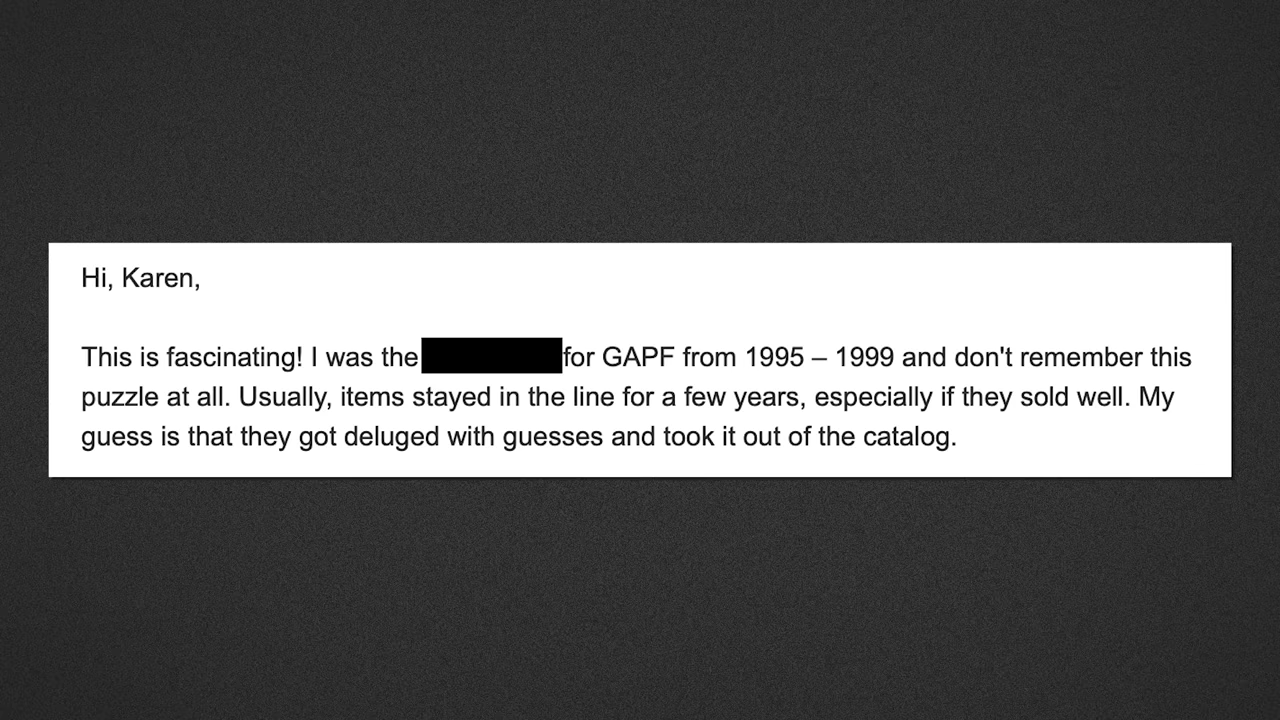 Hi, Karen,
This is fascinating! I was the for GAPF from 1995 – 1999 and don't remember this
puzzle at all. Usually, items stayed in the line for a few years, especially if they sold well. My
guess is that they got deluged with guesses and took it out of the catalog.